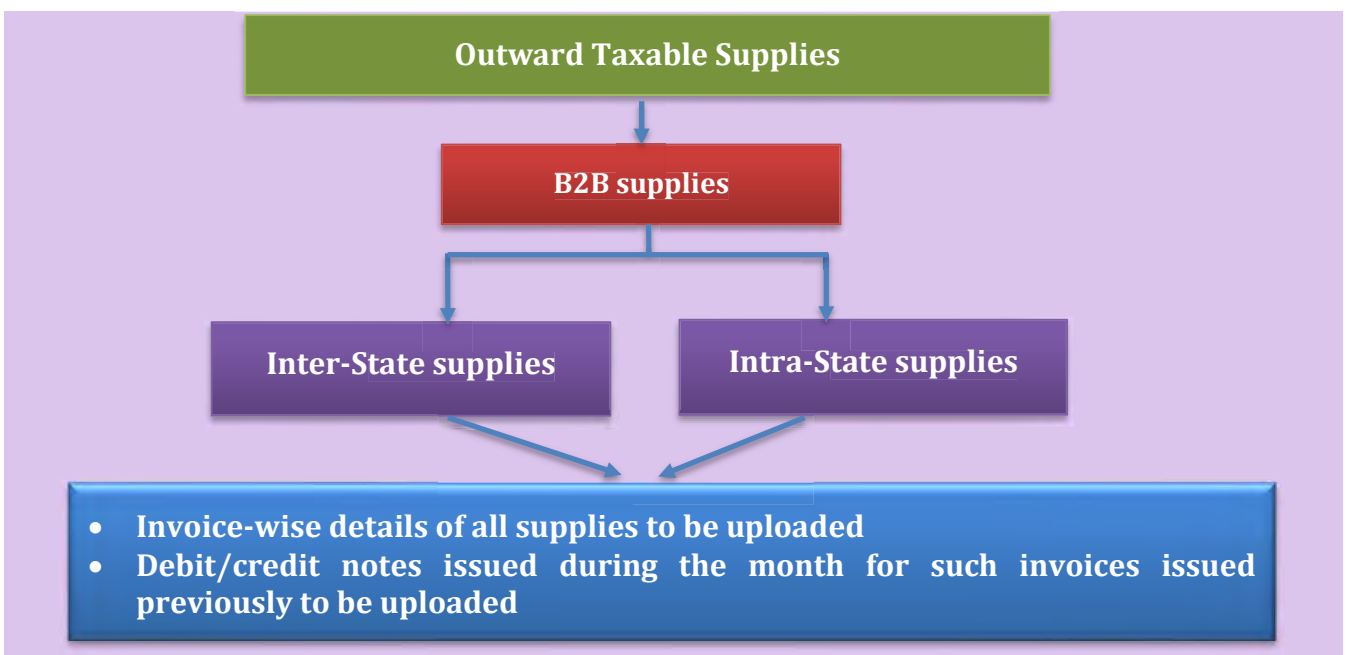 Outward Taxable Supplies
B2B supplies
Inter-State supplies
Intra-State supplies
• Invoice-wise details of all supplies to be uploaded
• Debit/credit notes issued during the month for such invoices issued
previously to be uploaded